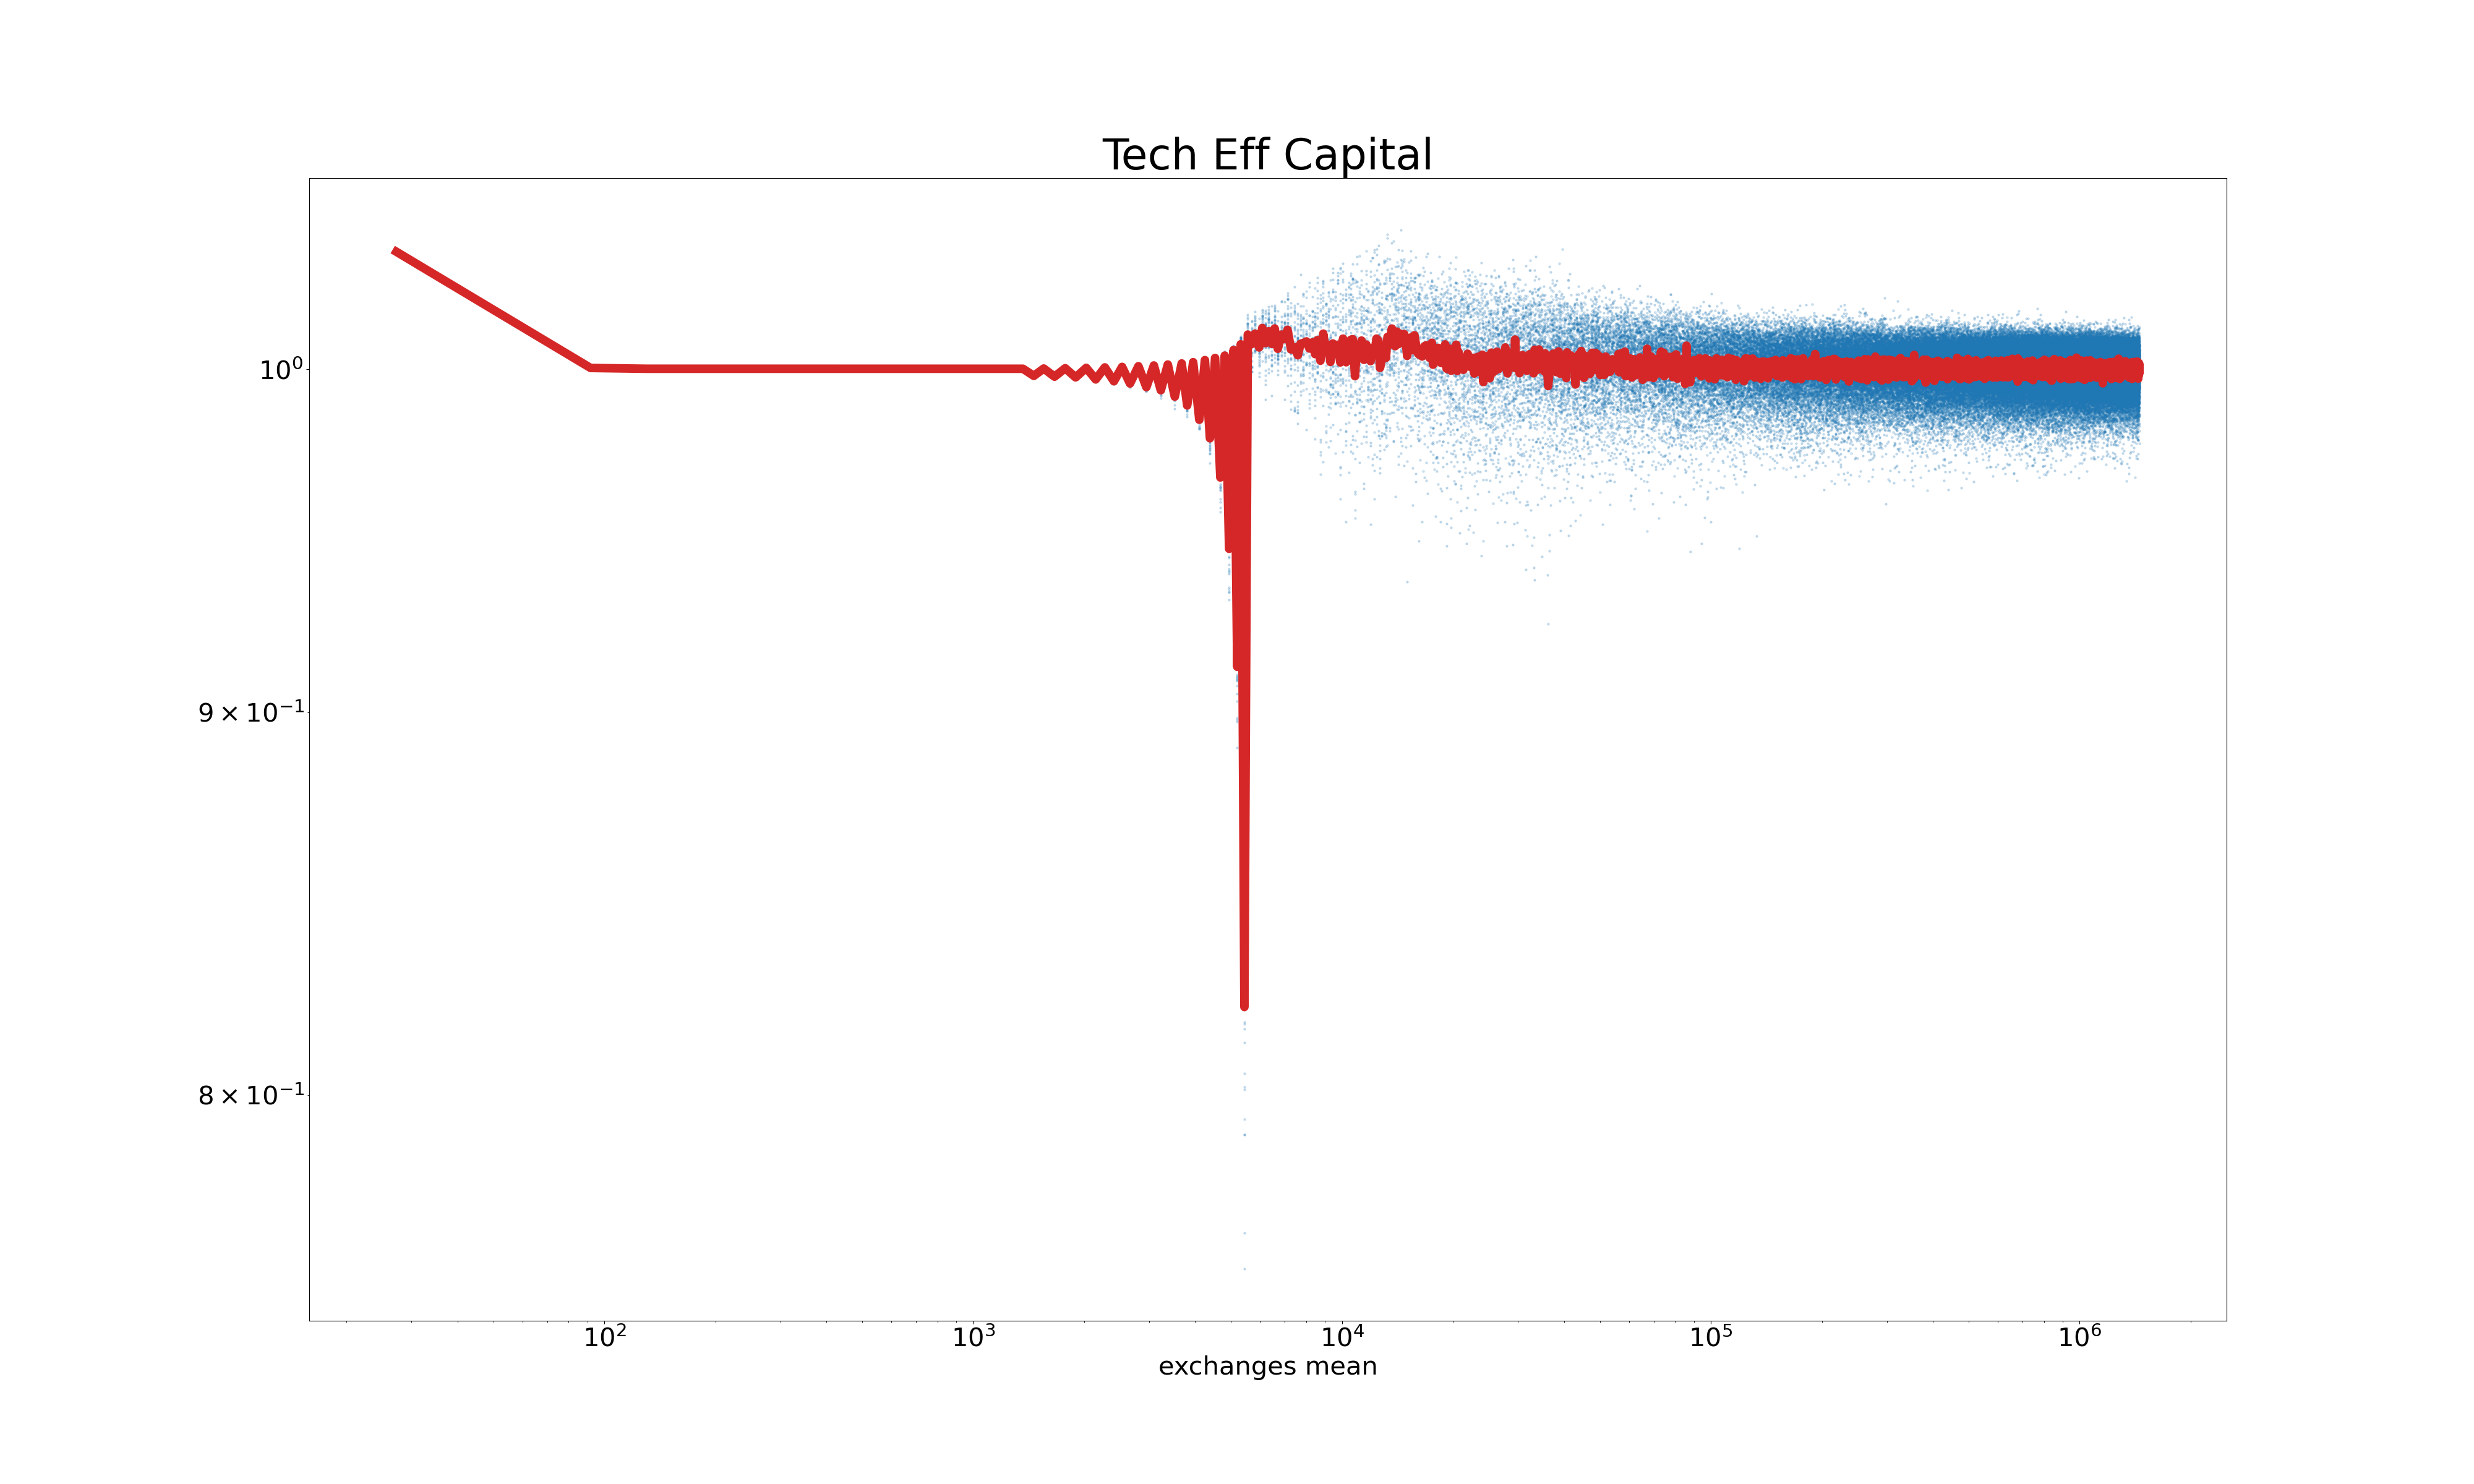 Tech Eff Capital
10⁰
9 × 10⁻¹
8 × 10⁻¹
10² 10³ 10⁴ 10⁵ 10⁶
exchanges mean